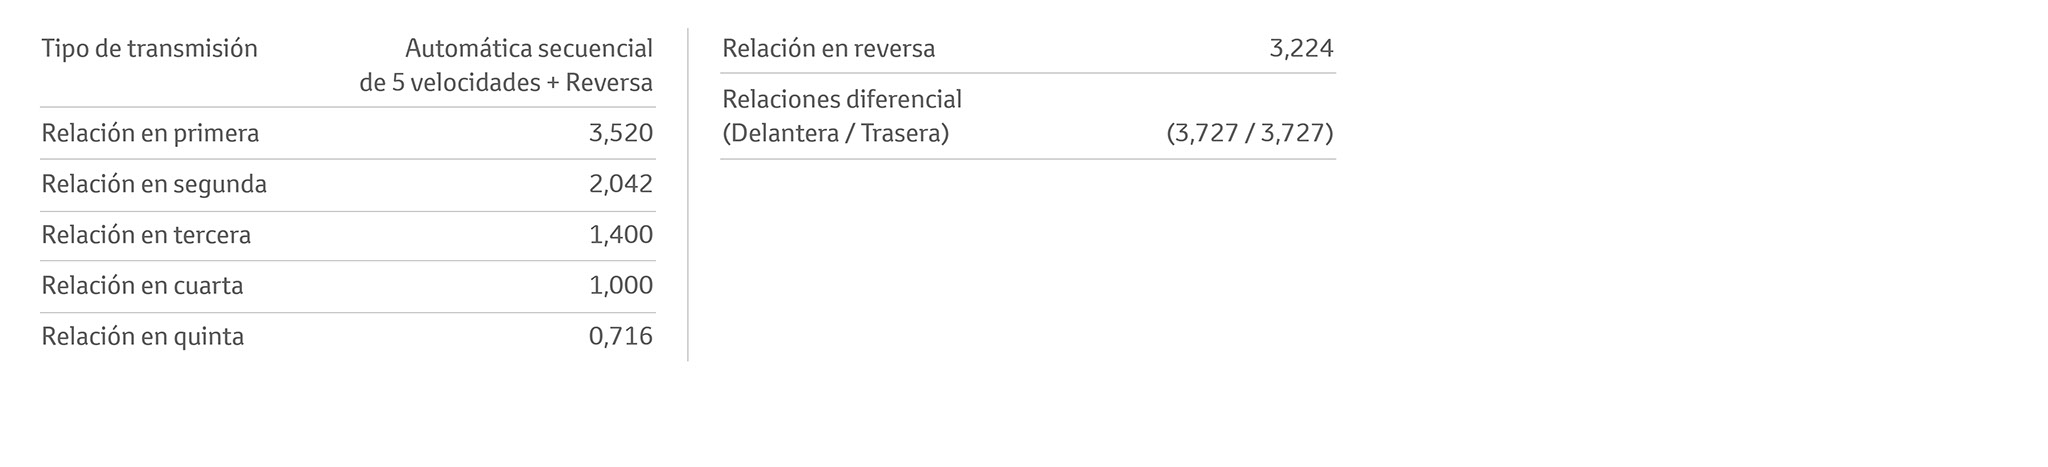 Tipo de transmisión Automática secuencial
de 5 velocidades + Reversa
Relación en primera 3,520
Relación en segunda 2,042
Relación en tercera 1,400
Relación en cuarta 1,000
Relación en quinta 0,716
Relación en reversa 3,224
Relaciones diferencial
(Delantera / Trasera) (3,727 / 3,727)